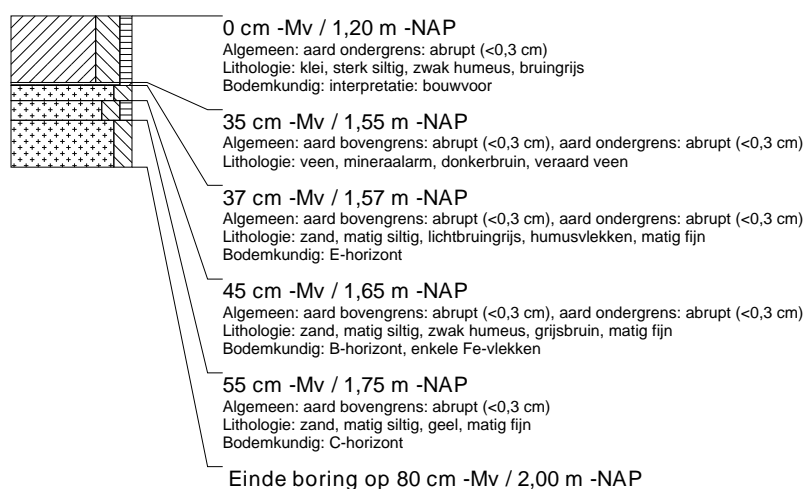 0 cm -Mv / 1,20 m -NAP
Algemeen: aard ondergrens: abrupt (<0,3 cm)
Lithologie: klei, sterk siltig, zwak humeus, bruingrijs
Bodemkundig: interpretatie: bouwvoor
35 cm -Mv / 1,55 m -NAP
Algemeen: aard bovengrens: abrupt (<0,3 cm), aard ondergrens: abrupt (<0,3 cm)
Lithologie: veen, mineraalarm, donkerbruin, veraard veen
37 cm -Mv / 1,57 m -NAP
Algemeen: aard bovengrens: abrupt (<0,3 cm), aard ondergrens: abrupt (<0,3 cm)
Lithologie: zand, matig siltig, lichtbruingrijs, humusvlekken, matig fijn
Bodemkundig: E-horizont
45 cm -Mv / 1,65 m -NAP
Algemeen: aard bovengrens: abrupt (<0,3 cm), aard ondergrens: abrupt (<0,3 cm)
Lithologie: zand, matig siltig, zwak humeus, grijsbruin, matig fijn
Bodemkundig: B-horizont, enkele Fe-vlekken
55 cm -Mv / 1,75 m -NAP
Algemeen: aard bovengrens: abrupt (<0,3 cm)
Lithologie: zand, matig siltig, geel, matig fijn
Bodemkundig: C-horizont
Einde boring op 80 cm -Mv / 2,00 m -NAP